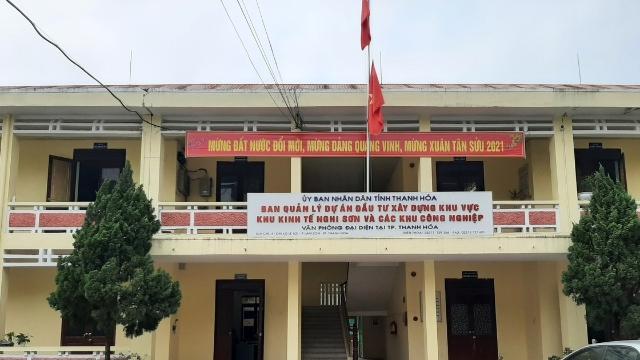 MỪNG ĐẤT NƯỚC ĐỔI MỚI, MỪNG ĐẢNG QUANG VINH, MỪNG XUÂN TÂN SỬU 2021
ỦY BAN NHÂN DÂN TỈNH THANH HÓA
BAN QUẢN LÝ DỰ ÁN ĐẦU TƯ XÂY DỰNG KHU VỰC
KHU KINH TẾ NGHI SƠN VÀ CÁC KHU CÔNG NGHIỆP
VĂN PHÒNG ĐẠI DIỆN TẠI TP. THANH HÓA